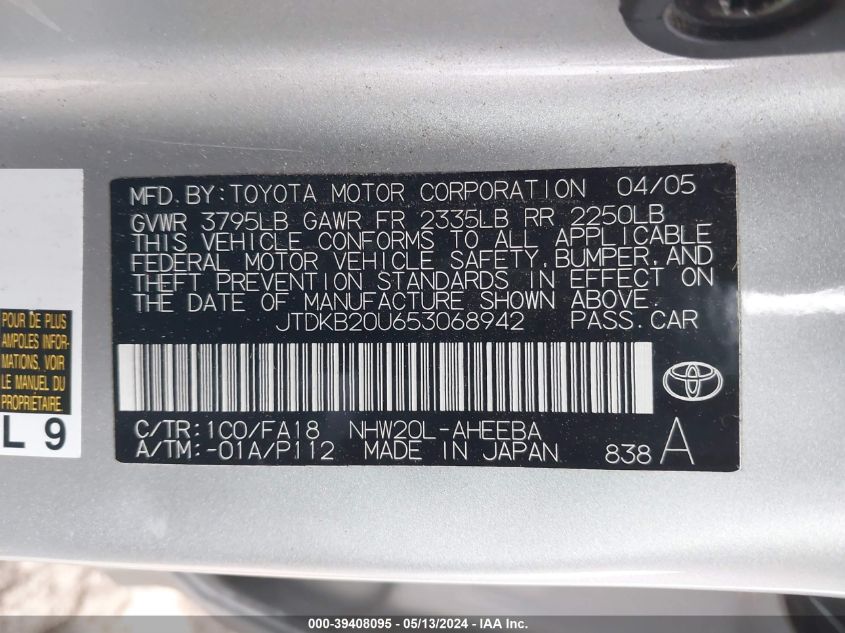 MFD.BY:TOYOTA MOTOR CORPORATION 04/05
GVWR 3795LB GAWR FR 2335LB RR 2250LB
THIS VEHICLE CONFORMS TO ALL APPLICABLE
FEDERAL MOTOR VEHICLE SAFETY,BUMPER,AND
THEFT PREVENTION STANDARDS IN EFFECT ON
THE DATE OF MANUFACTURE SHOWN ABOVE.
JTDKB20U653068942 PASS.CAR
C/TR:1C0/FA18 NHW20L-AHEEBA
A/TM:-01A/P112 MADE IN JAPAN 838 A
POUR DE PLUS
AMPLES INFOR-
MATIONS, VOIR
LE MANUEL DU
PROPRIÉTAIRE.
L 9
000-39408095 - 05/13/2024 - IAA Inc.